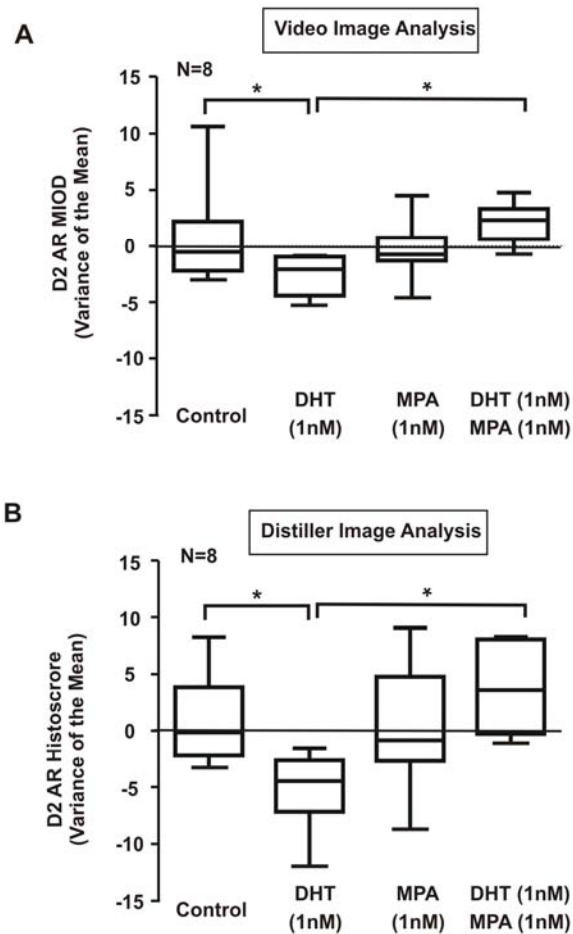 A
Video Image Analysis
N=8
*
*
15
10
5
0
-5
-10
-15
D2 AR MIOD
(Variance of the Mean)
Control
DHT
(1nM)
MPA
(1nM)
DHT (1nM)
MPA (1nM)
B
Distiller Image Analysis
N=8
*
*
15
10
5
0
-5
-10
-15
D2 AR Histoscrore
(Variance of the Mean)
Control
DHT
(1nM)
MPA
(1nM)
DHT (1nM)
MPA (1nM)